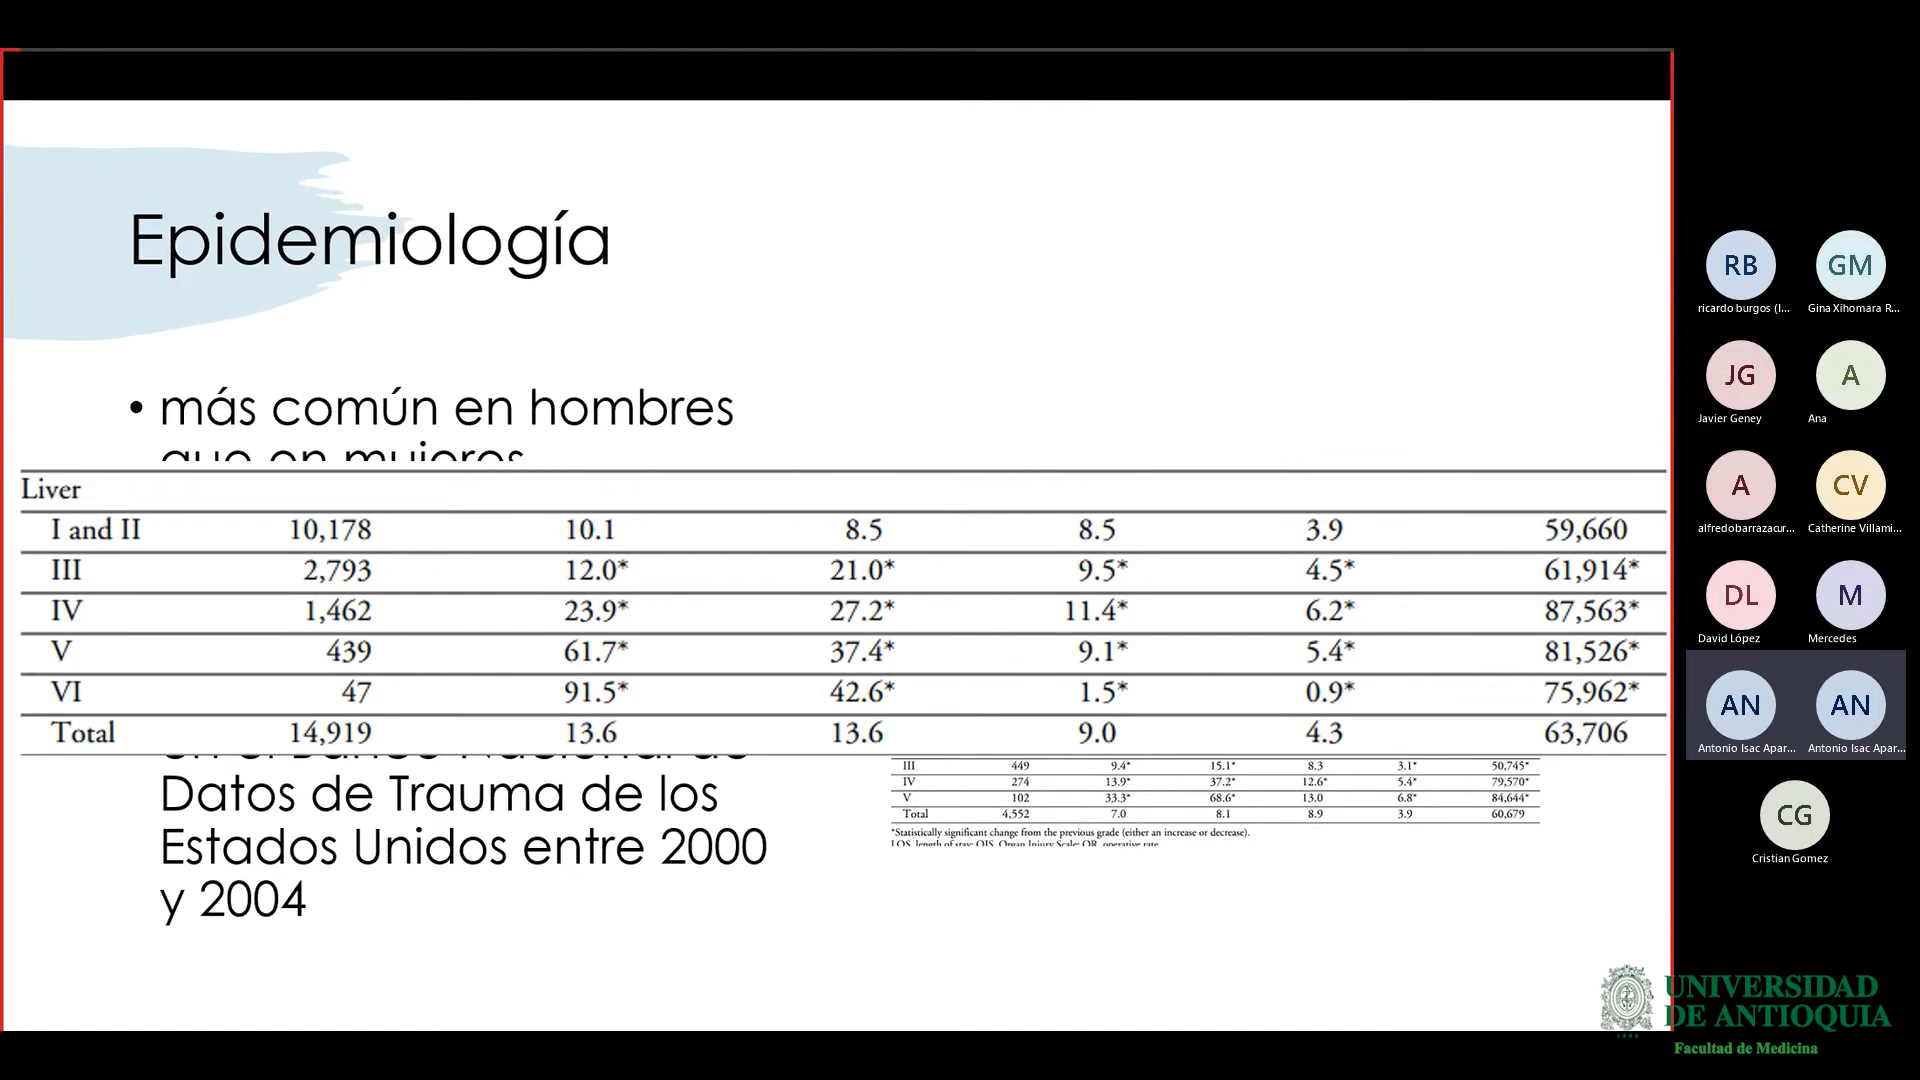 Epidemiología
• más común en hombres
que en mujeres
Liver
I and II 10,178 10.1 8.5 8.5 3.9 59,660
III 2,793 12.0* 21.0* 9.5* 4.5* 61,914*
IV 1,462 23.9* 27.2* 11.4* 6.2* 87,563*
V 439 61.7* 37.4* 9.1* 5.4* 81,526*
VI 47 91.5* 42.6* 1.5* 0.9* 75,962*
Total 14,919 13.6 13.6 9.0 4.3 63,706
en el Banco Nacional de
Datos de Trauma de los
Estados Unidos entre 2000
y 2004
III 449 9.4* 15.1* 8.3 3.1* 50,745*
IV 274 13.9* 37.2* 12.6* 5.4* 79,570*
V 102 33.3* 68.6* 13.0 6.8* 84,644*
Total 4,552 7.0 8.1 8.9 3.9 60,679
*Statistically significant change from the previous grade (either an increase or decrease).
LOS, length of stay; OIS, Organ Injury Scale; OR, operative rate.
RB
ricardo burgos (I...
GM
Gina Xihomara R...
JG
Javier Geney
A
Ana
A
alfredobarrazacur...
CV
Catherine Villami...
DL
David López
M
Mercedes
AN
Antonio Isac Apar...
AN
Antonio Isac Apar...
CG
Cristian Gomez
UNIVERSIDAD
DE ANTIOQUIA
Facultad de Medicina